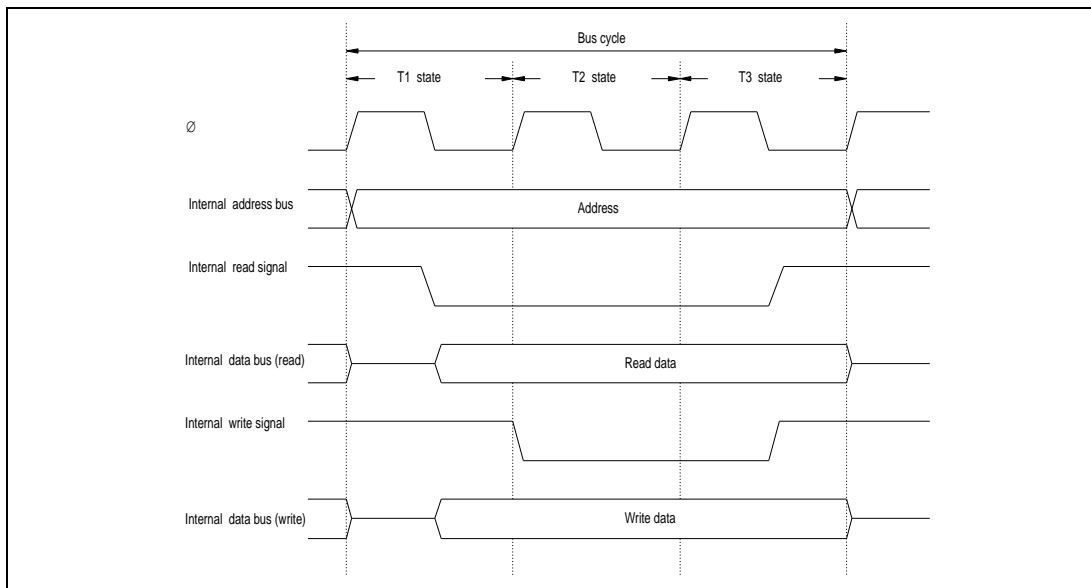 Bus cycle
T1 state
T2 state
T3 state
Ø
Internal address bus
Address
Internal read signal
Internal data bus (read)
Read data
Internal write signal
Internal data bus (write)
Write data